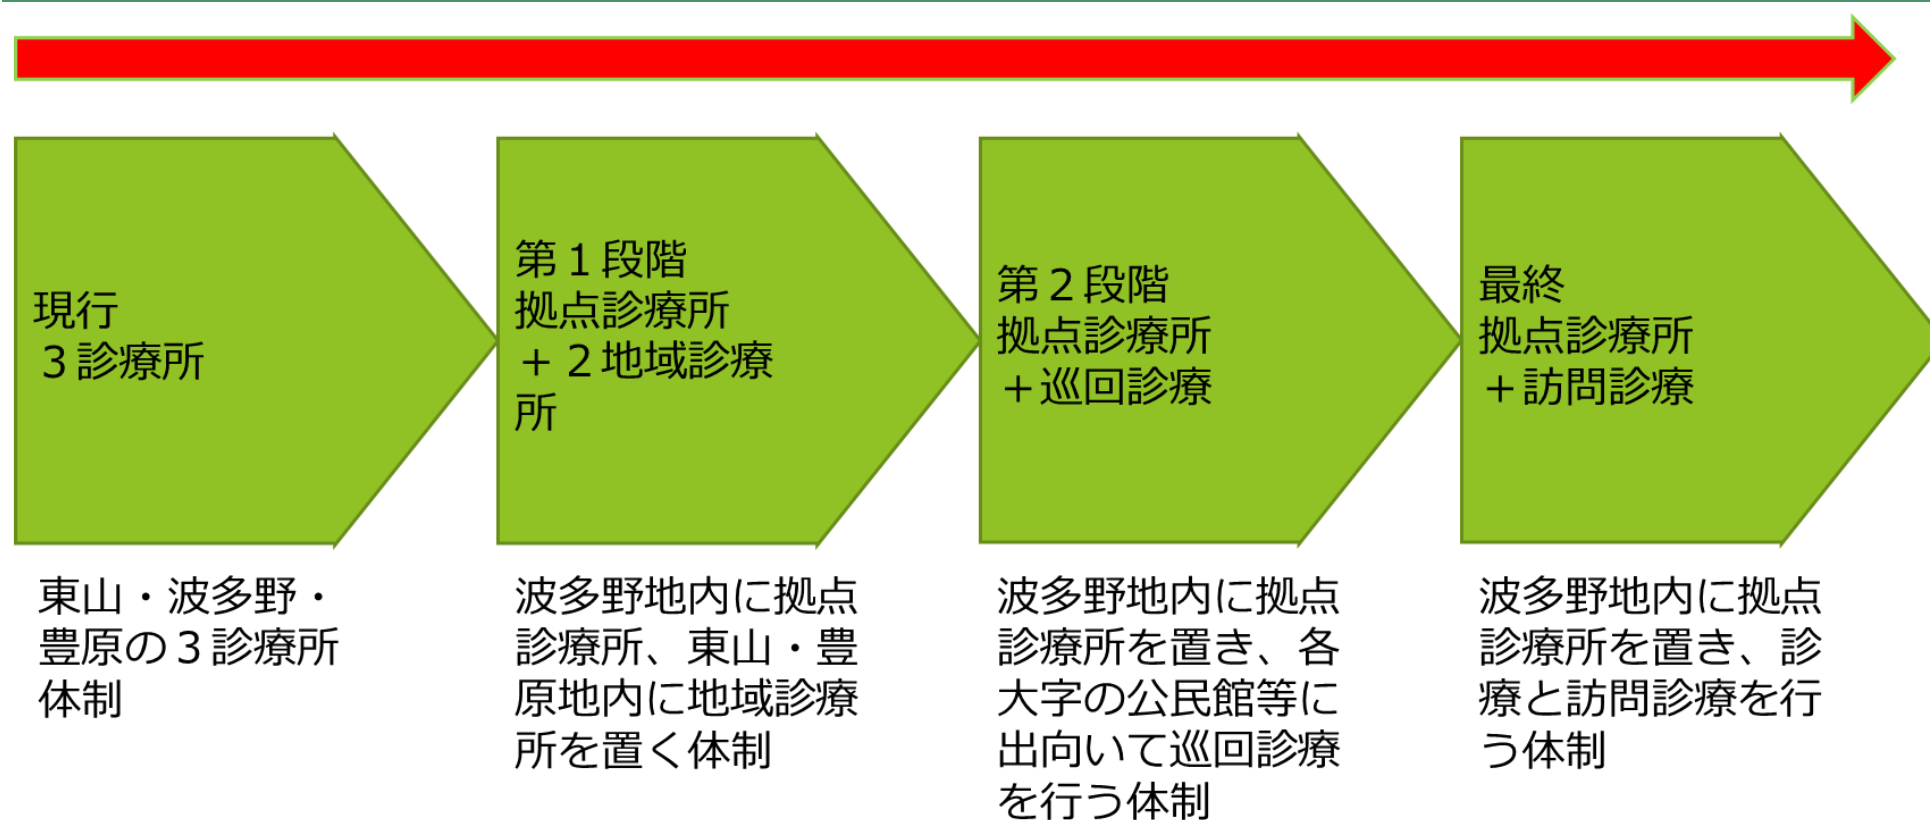 現行
３診療所
第１段階
拠点診療所
＋２地域診療
所
第２段階
拠点診療所
＋巡回診療
最終
拠点診療所
＋訪問診療
東山・波多野・
豊原の３診療所
体制
波多野地内に拠点
診療所、東山・豊
原地内に地域診療
所を置く体制
波多野地内に拠点
診療所を置き、各
大字の公民館等に
出向いて巡回診療
を行う体制
波多野地内に拠点
診療所を置き、診
療と訪問診療を行
う体制